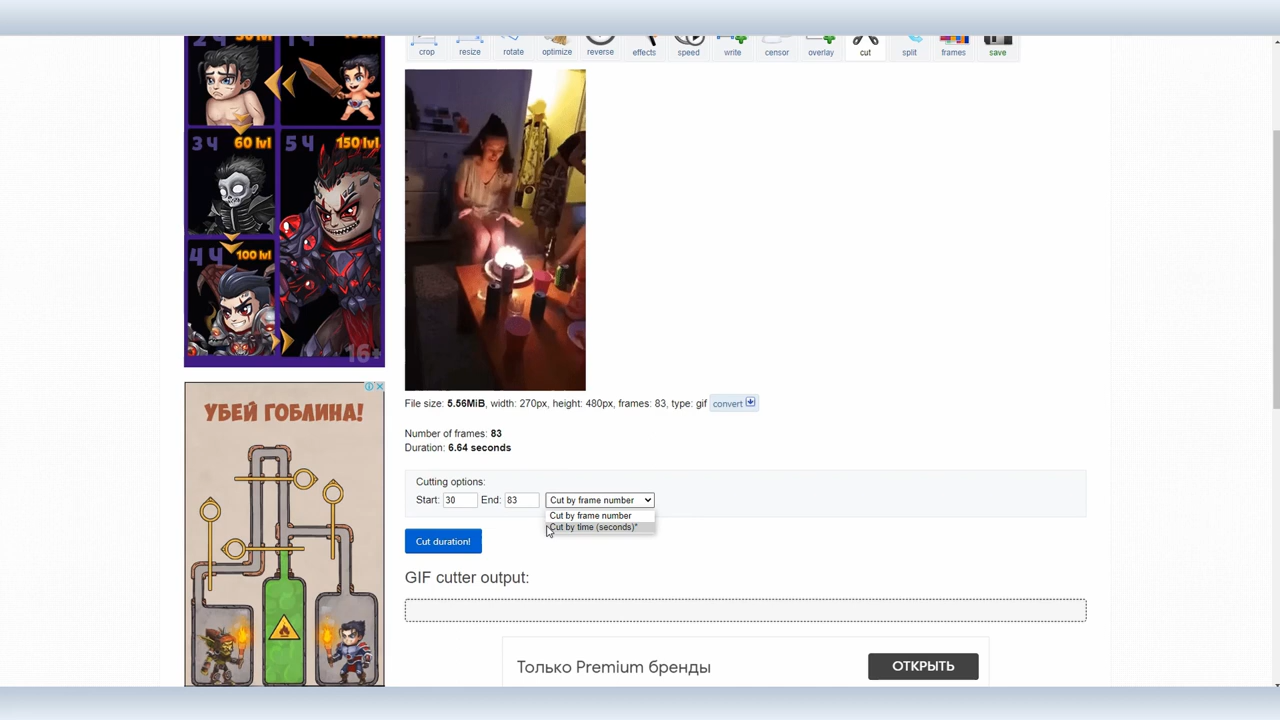 crop resize rotate optimize reverse effects speed write censor overlay cut split frames save
3 Ч 60 lvl 5 Ч 150 lvl
4 Ч 100 lvl
16+
File size: 5.56MiB, width: 270px, height: 480px, frames: 83, type: gif convert
УБЕЙ ГОБЛИНА!
Number of frames: 83
Duration: 6.64 seconds
Cutting options:
Start: 30 End: 83 Cut by frame number
Cut by frame number
Cut by time (seconds)*
Cut duration!
GIF cutter output:
Только Premium бренды ОТКРЫТЬ